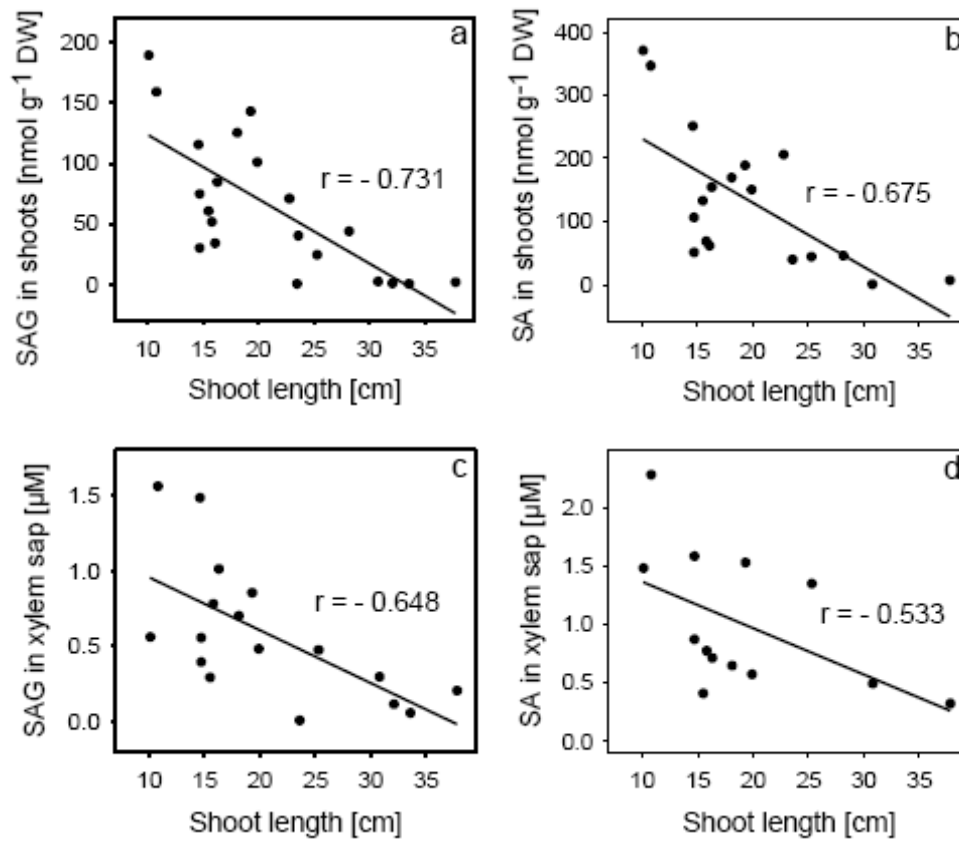 a
SAG in shoots [nmol g⁻¹ DW]
200
150
100
50
0
r = - 0.731
10 15 20 25 30 35
Shoot length [cm]
b
SA in shoots [nmol g⁻¹ DW]
400
300
200
100
0
r = - 0.675
10 15 20 25 30 35
Shoot length [cm]
c
SAG in xylem sap [µM]
1.5
1.0
0.5
0.0
r = - 0.648
10 15 20 25 30 35
Shoot length [cm]
d
SA in xylem sap [µM]
2.0
1.5
1.0
0.5
0.0
r = - 0.533
10 15 20 25 30 35
Shoot length [cm]